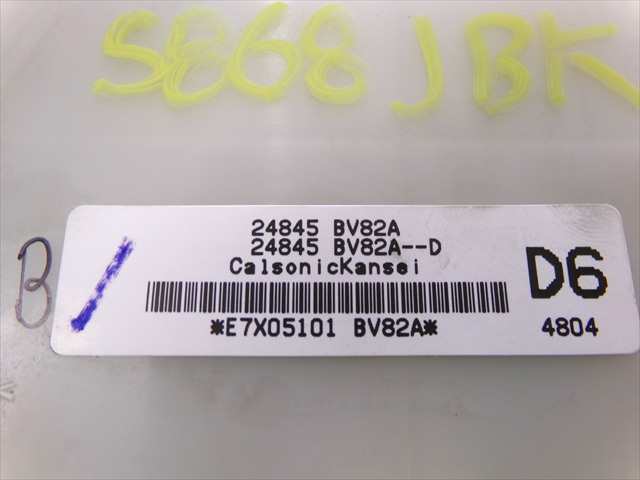 S868 JBK
24845 BV82A
24845 BV82A--D
CalsonicKansei
D6
*E7X05101 BV82A*
4804
B